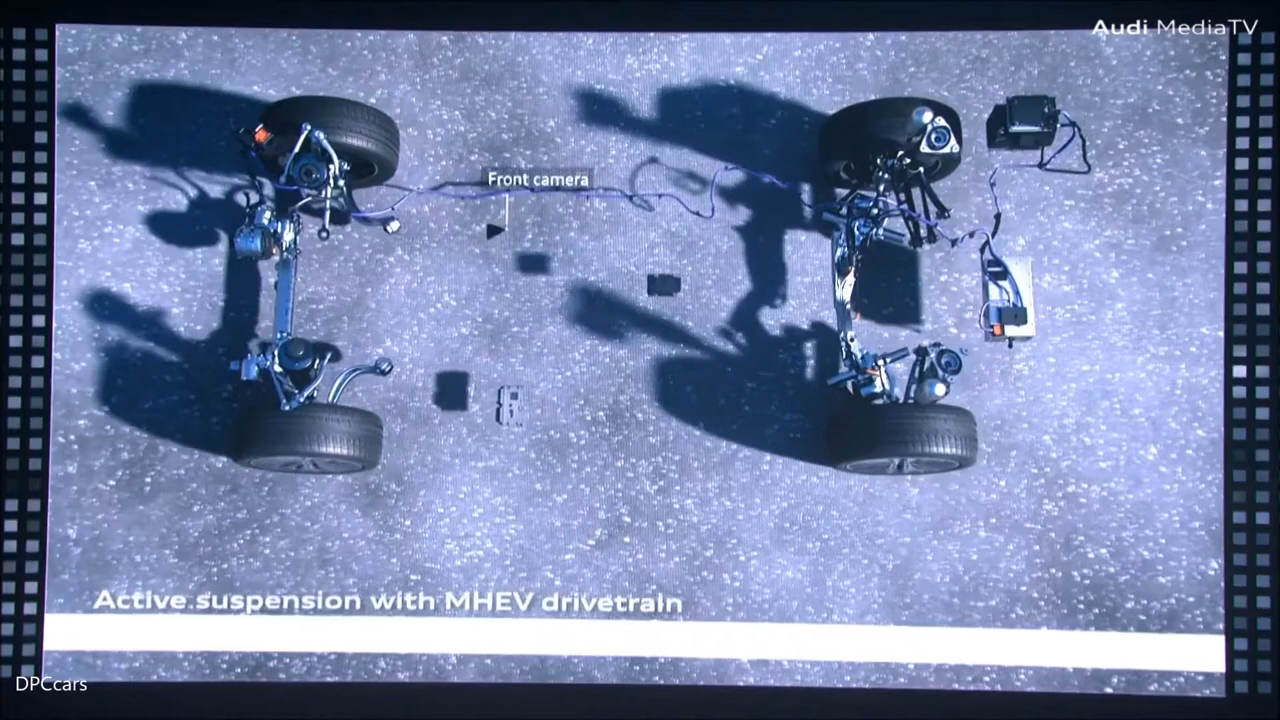 Audi MediaTV
Front camera
Active suspension with MHEV drivetrain
DPCcars